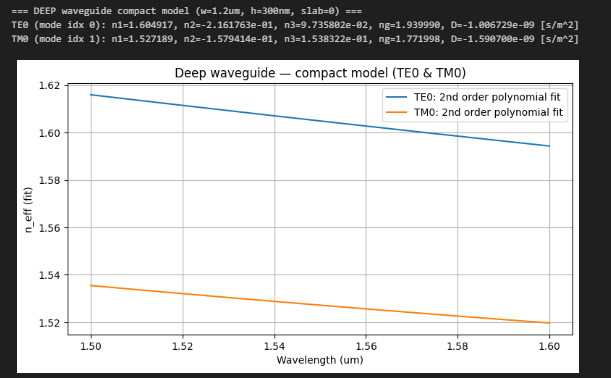 === DEEP waveguide compact model (w=1.2um, h=300nm, slab=0) ===
TE0 (mode idx 0): n1=1.604917, n2=-2.161763e-01, n3=9.735802e-02, ng=1.939990, D=-1.006729e-09 [s/m^2]
TM0 (mode idx 1): n1=1.527189, n2=-1.579414e-01, n3=1.538322e-01, ng=1.771998, D=-1.590700e-09 [s/m^2]
Deep waveguide — compact model (TE0 & TM0)
1.62
1.60
1.58
1.56
1.54
1.52
n_eff (fit)
TE0: 2nd order polynomial fit
TM0: 2nd order polynomial fit
1.50 1.52 1.54 1.56 1.58 1.60
Wavelength (um)